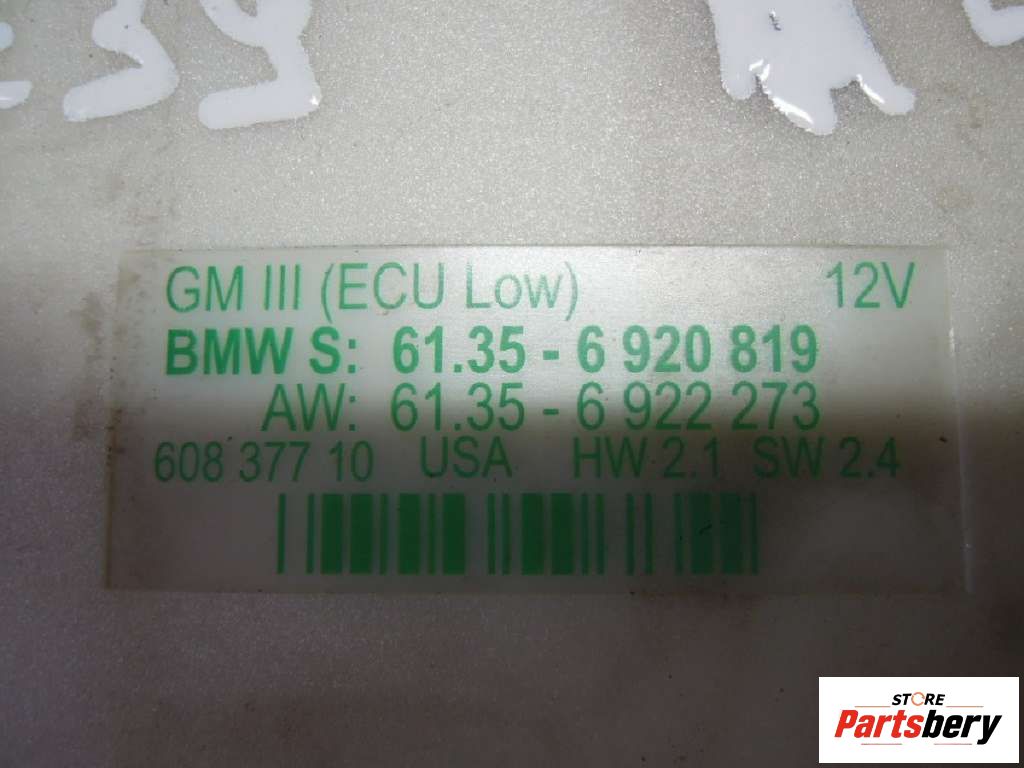 E39
GM III (ECU Low) 12V
BMW S: 61.35 - 6 920 819
AW: 61.35 - 6 922 273
608 377 10 USA HW 2.1 SW 2.4
STORE
Partsbery